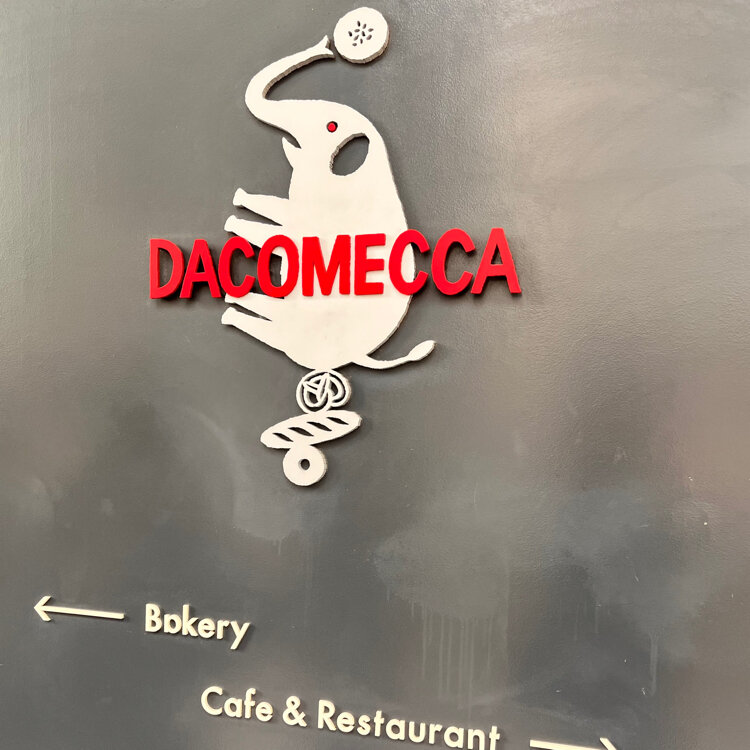 DACOMECCA
← Bakery
Cafe & Restaurant →